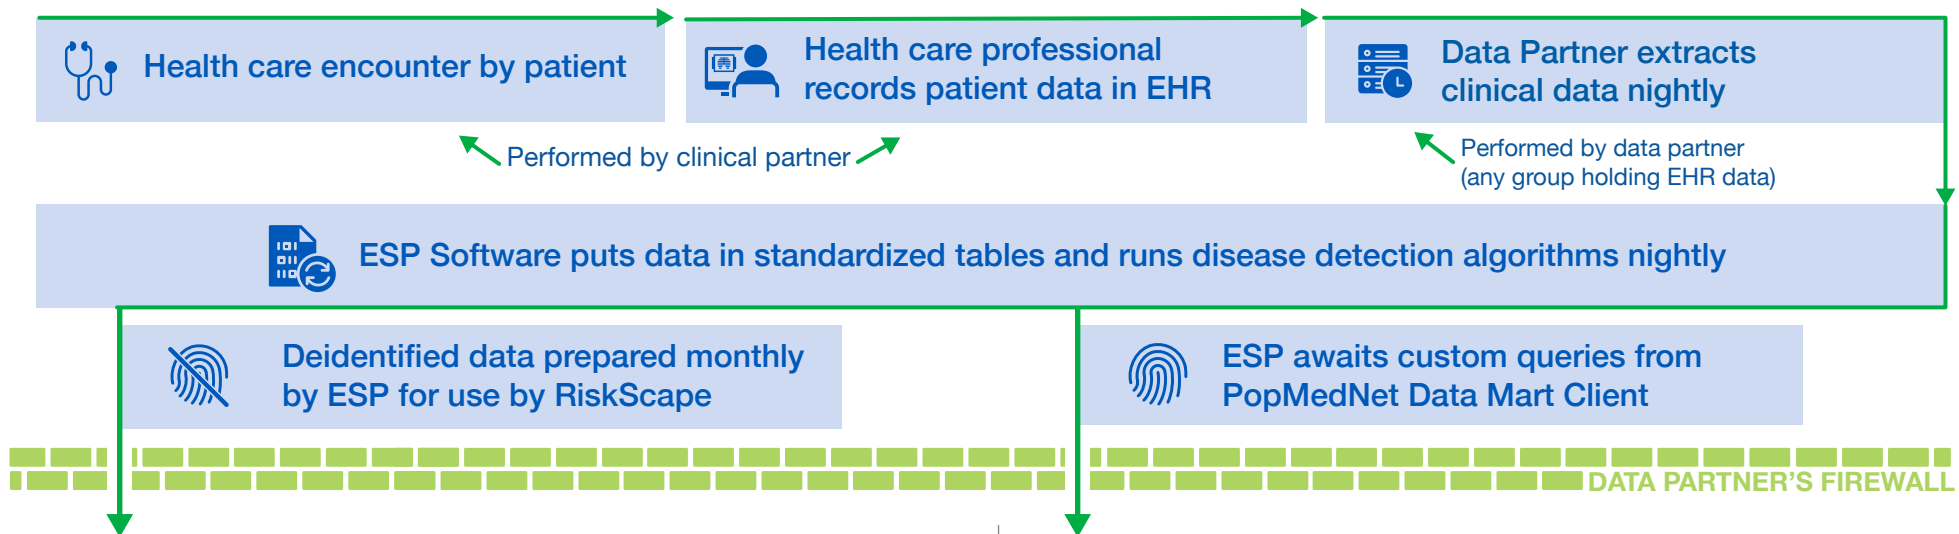 Health care encounter by patient
Health care professional
records patient data in EHR
Data Partner extracts
clinical data nightly
Performed by clinical partner
Performed by data partner
(any group holding EHR data)
ESP Software puts data in standardized tables and runs disease detection algorithms nightly
Deidentified data prepared monthly
by ESP for use by RiskScape
ESP awaits custom queries from
PopMedNet Data Mart Client
DATA PARTNER'S FIREWALL